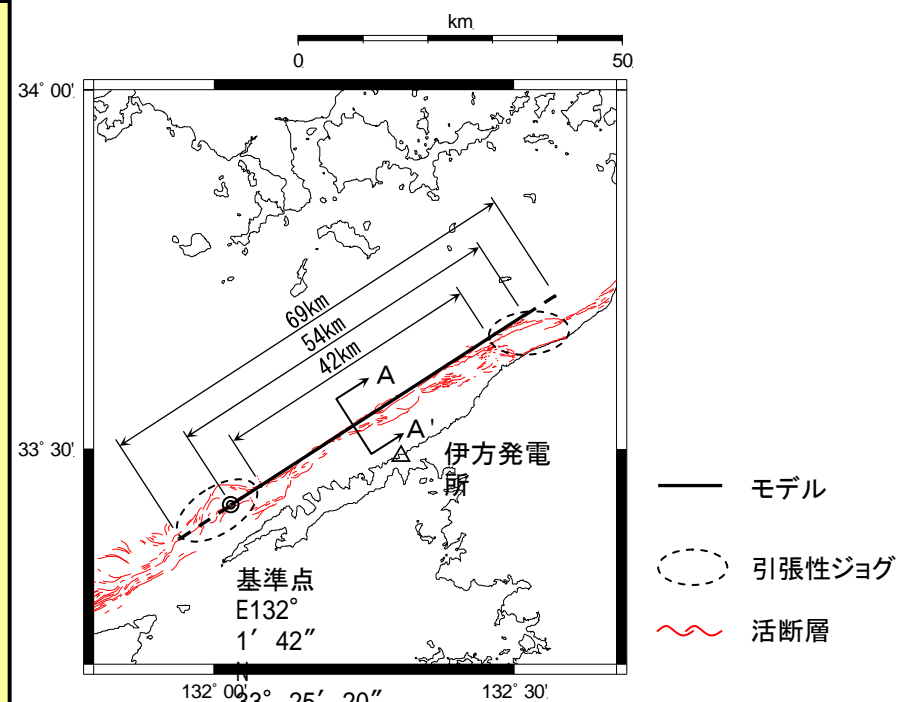 km
0
50
34° 00'
69km
54km
42km
A
A'
33° 30'
伊方発電
所
モデル
引張性ジョグ
活断層
基準点
E132°
1′ 42″
N
33° 25′ 20″
132° 00'
132° 30'